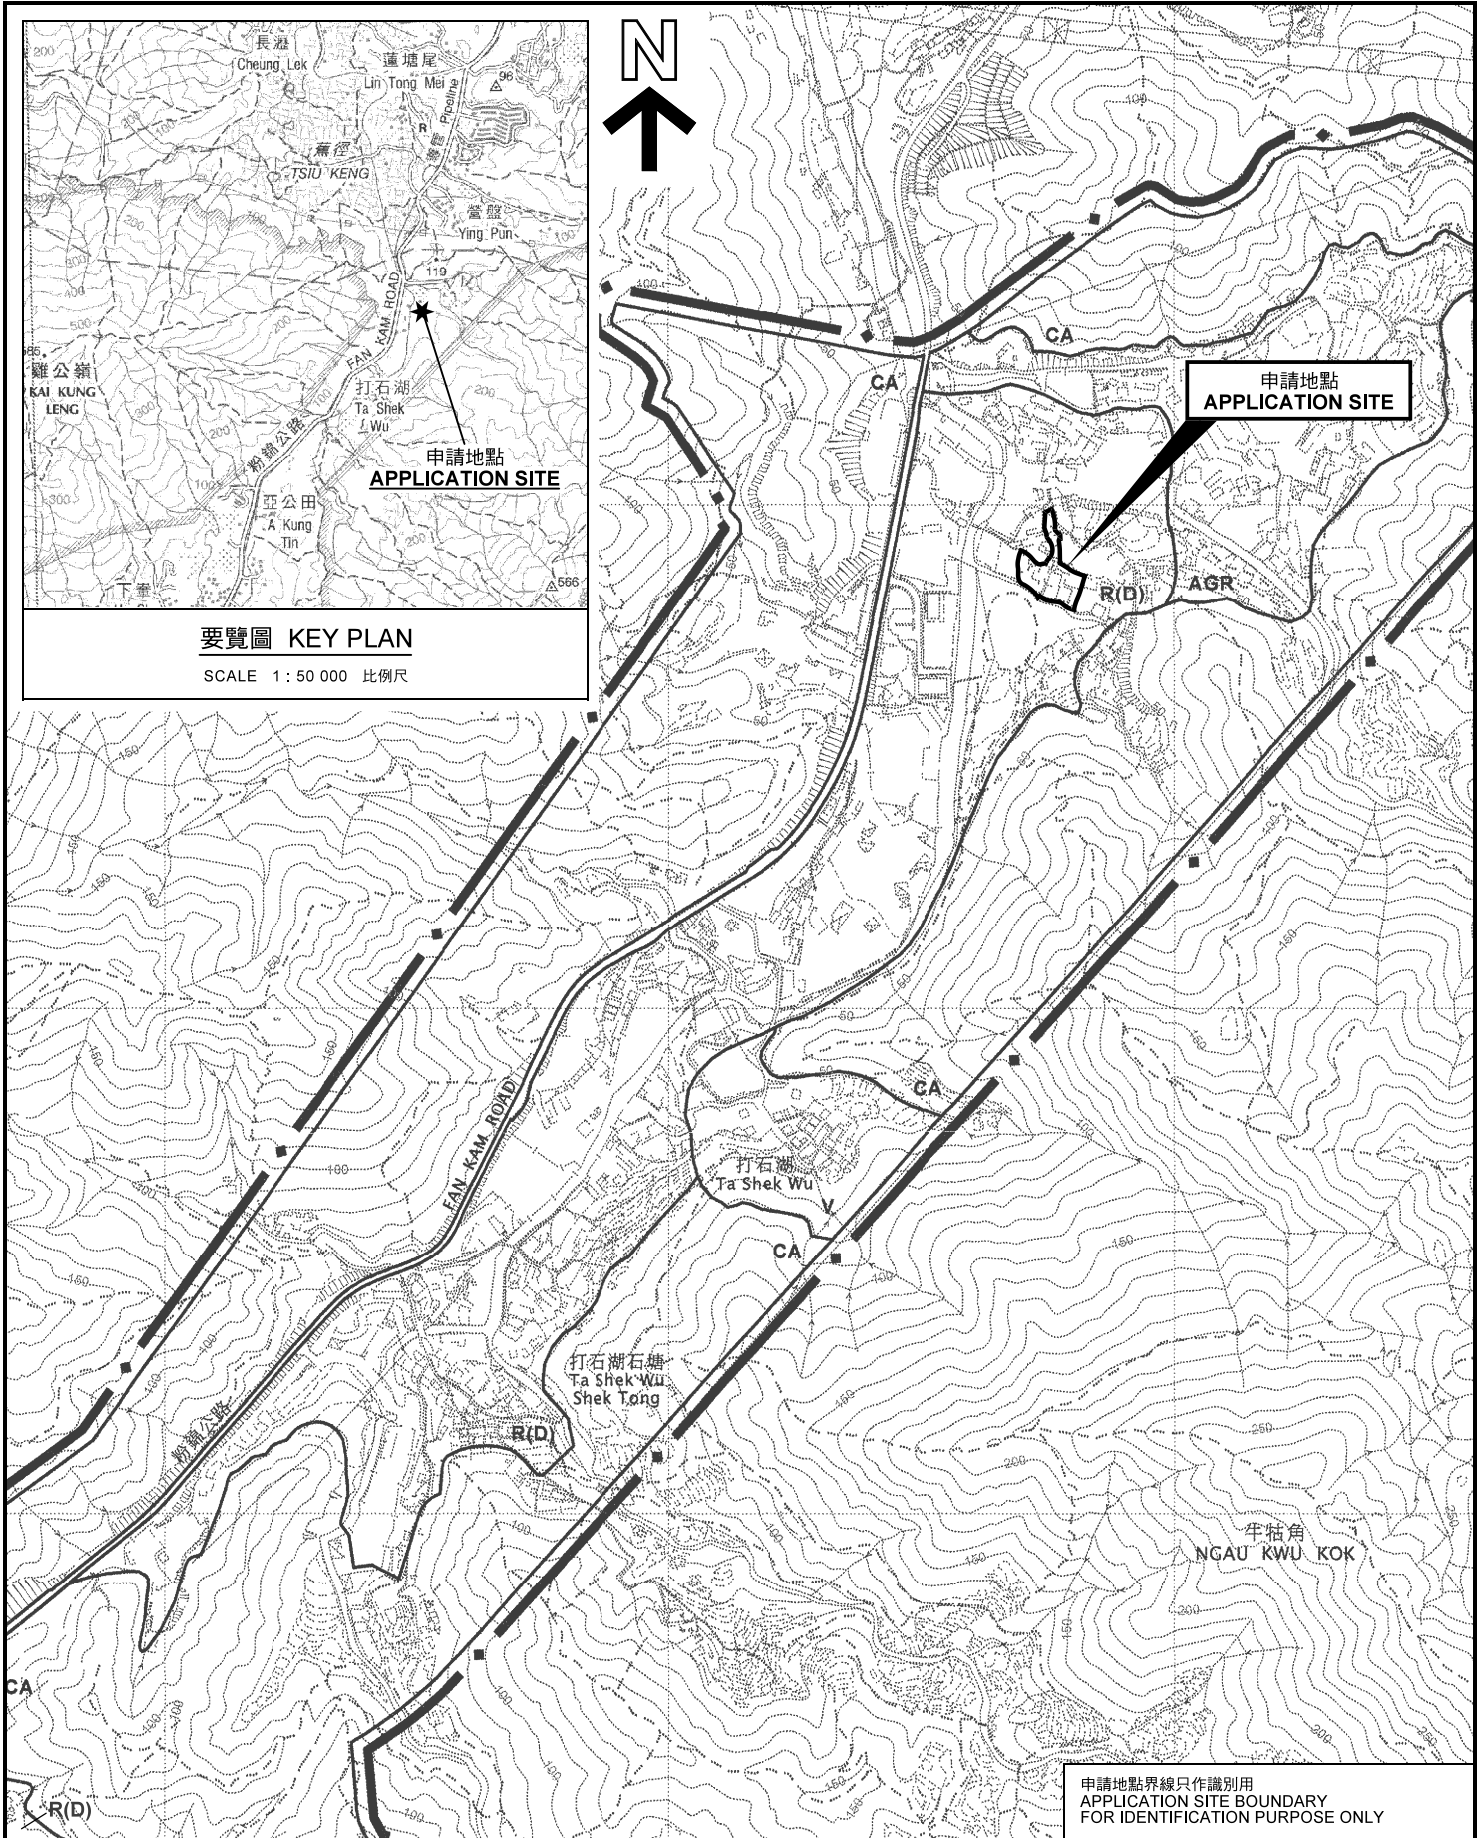 長瀝
Cheung Lek
蓮塘尾
Lin Tong Mei
96
Pipeline
R
蕉徑
TSIU KENG
營盤
Ying Pun
119
FAN KAM ROAD
雞公嶺
KAI KUNG
LENG
打石湖
Ta Shek
Wu
粉錦公路
申請地點
APPLICATION SITE
亞公田
A Kung
Tin
566
要覽圖 KEY PLAN
SCALE 1 : 50 000 比例尺
N
CA
CA
申請地點
APPLICATION SITE
R(D)
AGR
CA
FAN KAM ROAD
打石湖
Ta Shek Wu
V
CA
打石湖石塘
Ta Shek Wu
Shek Tong
粉錦公路
R(D)
牛牯角
NGAU KWU KOK
CA
R(D)
申請地點界線只作識別用
APPLICATION SITE BOUNDARY
FOR IDENTIFICATION PURPOSE ONLY